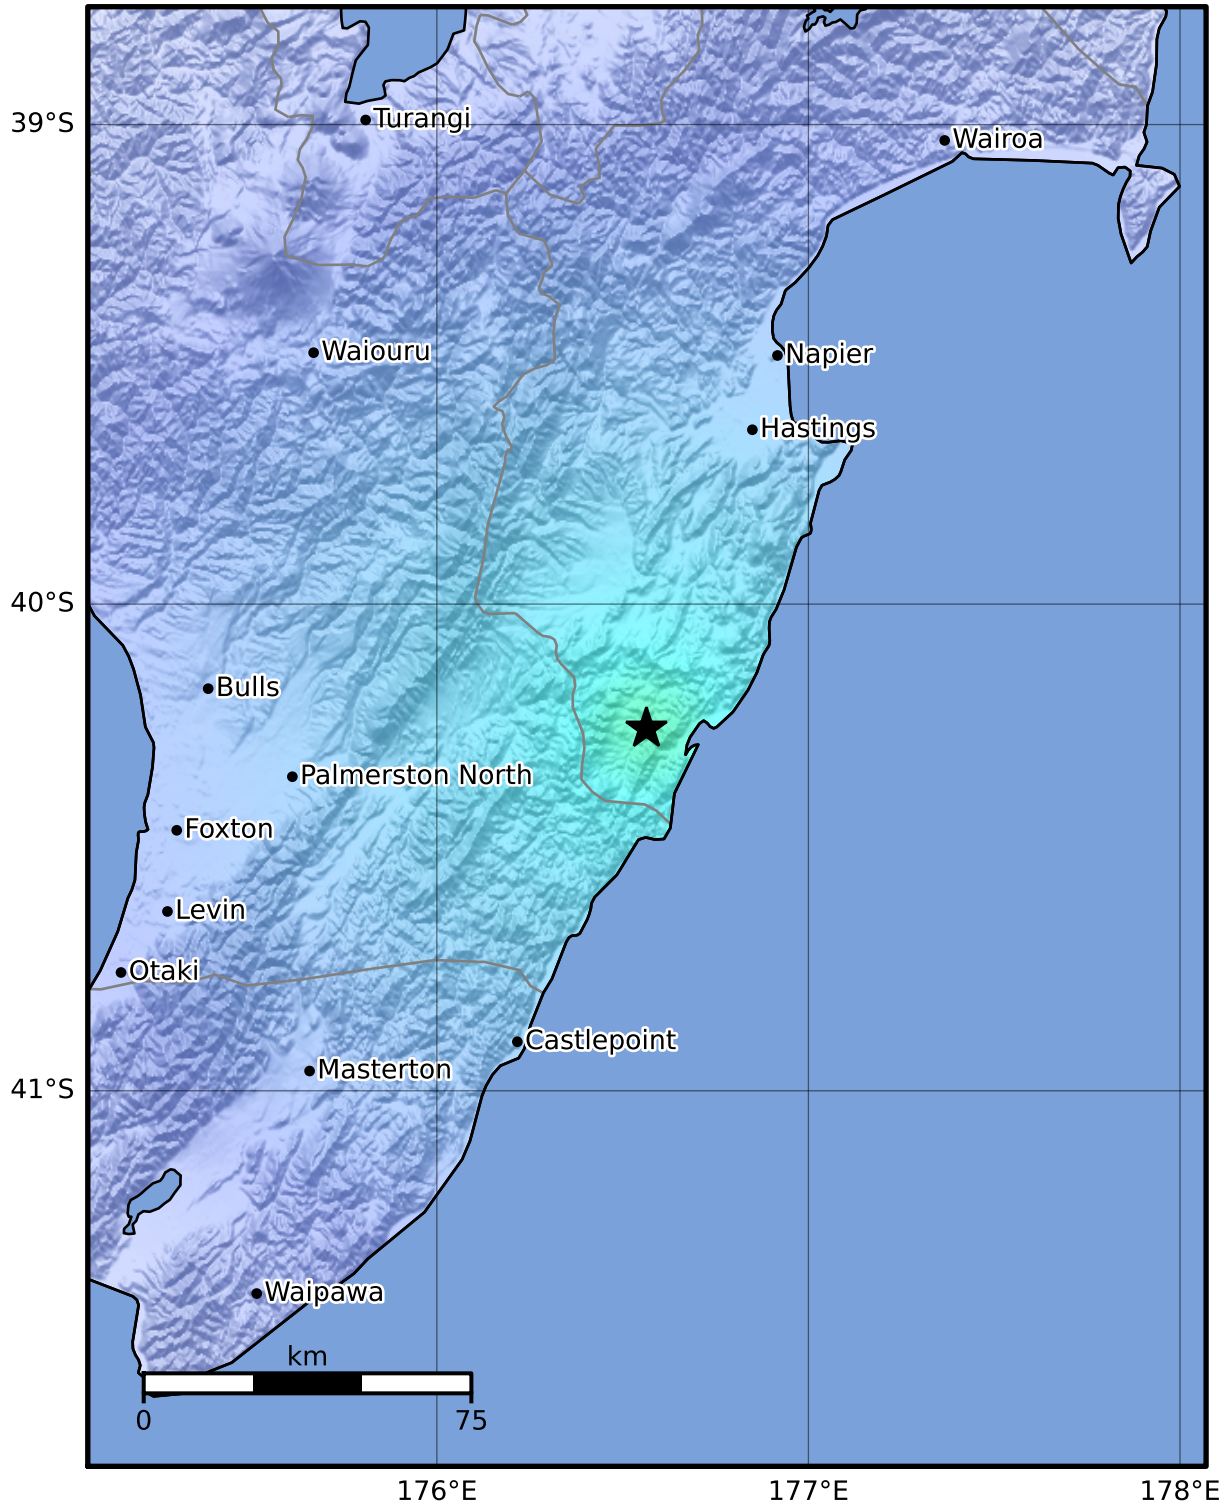 Turangi
39°S
Wairoa
Waiouru
Napier
Hastings
40°S
Bulls
Palmerston North
Foxton
Levin
Otaki
Castlepoint
Masterton
41°S
Waipawa
km
0
75
176°E
177°E
178°E